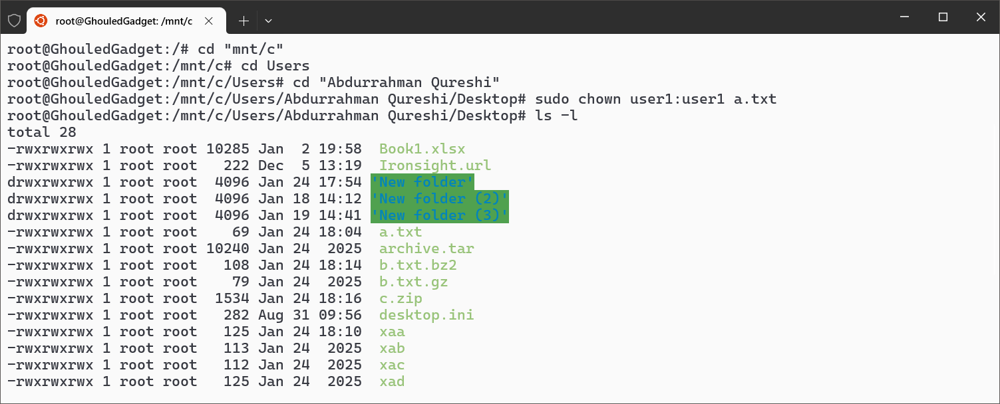 root@GhouledGadget: /mnt/c
root@GhouledGadget:/# cd "mnt/c"
root@GhouledGadget:/mnt/c# cd Users
root@GhouledGadget:/mnt/c/Users# cd "Abdurrahman Qureshi"
root@GhouledGadget:/mnt/c/Users/Abdurrahman Qureshi/Desktop# sudo chown user1:user1 a.txt
root@GhouledGadget:/mnt/c/Users/Abdurrahman Qureshi/Desktop# ls -l
total 28
-rwxrwxrwx 1 root root 10285 Jan  2 19:58  Book1.xlsx
-rwxrwxrwx 1 root root   222 Dec  5 13:19  Ironsight.url
drwxrwxrwx 1 root root  4096 Jan 24 17:54 'New folder'
drwxrwxrwx 1 root root  4096 Jan 18 14:12 'New folder (2)'
drwxrwxrwx 1 root root  4096 Jan 19 14:41 'New folder (3)'
-rwxrwxrwx 1 root root    69 Jan 24 18:04  a.txt
-rwxrwxrwx 1 root root 10240 Jan 24  2025  archive.tar
-rwxrwxrwx 1 root root   108 Jan 24 18:14  b.txt.bz2
-rwxrwxrwx 1 root root    79 Jan 24  2025  b.txt.gz
-rwxrwxrwx 1 root root  1534 Jan 24 18:16  c.zip
-rwxrwxrwx 1 root root   282 Aug 31 09:56  desktop.ini
-rwxrwxrwx 1 root root   125 Jan 24 18:10  xaa
-rwxrwxrwx 1 root root   113 Jan 24  2025  xab
-rwxrwxrwx 1 root root   112 Jan 24  2025  xac
-rwxrwxrwx 1 root root   125 Jan 24  2025  xad